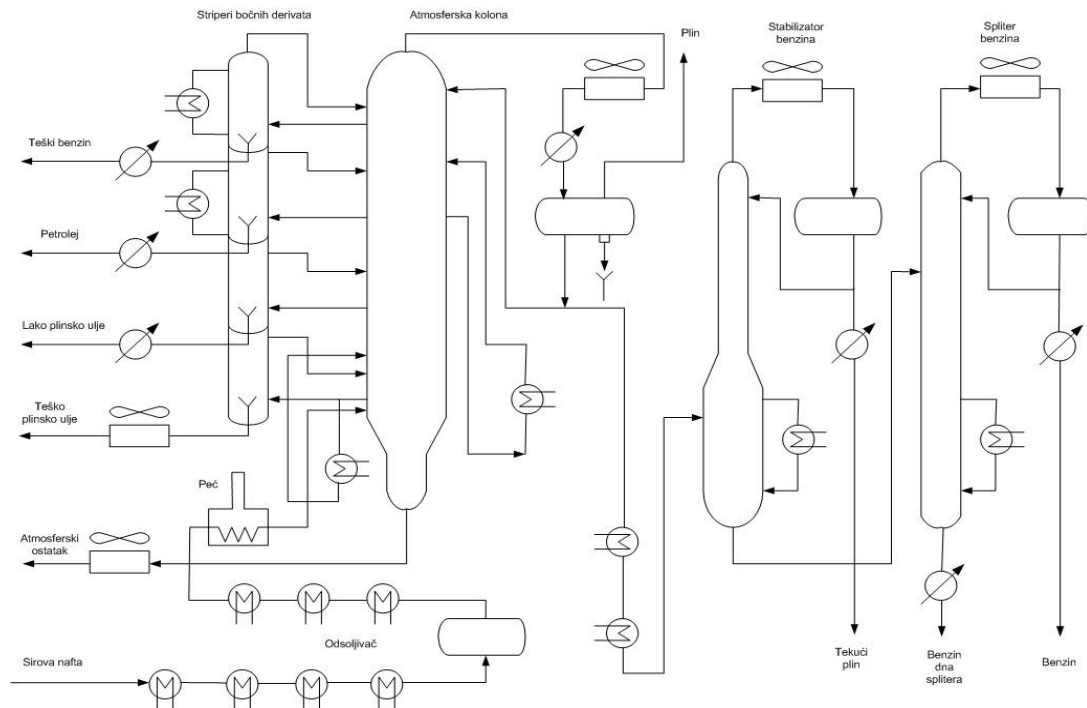 Striperi bočnih derivata
Atmosferska kolona
Plin
Stabilizator
benzina
Spliter
benzina
Teški benzin
Petrolej
Lako plinsko ulje
Teško
plinsko ulje
Peć
Atmosferski
ostatak
Odsoljivač
Sirova nafta
Tekući
plin
Benzin
dna
splitera
Benzin